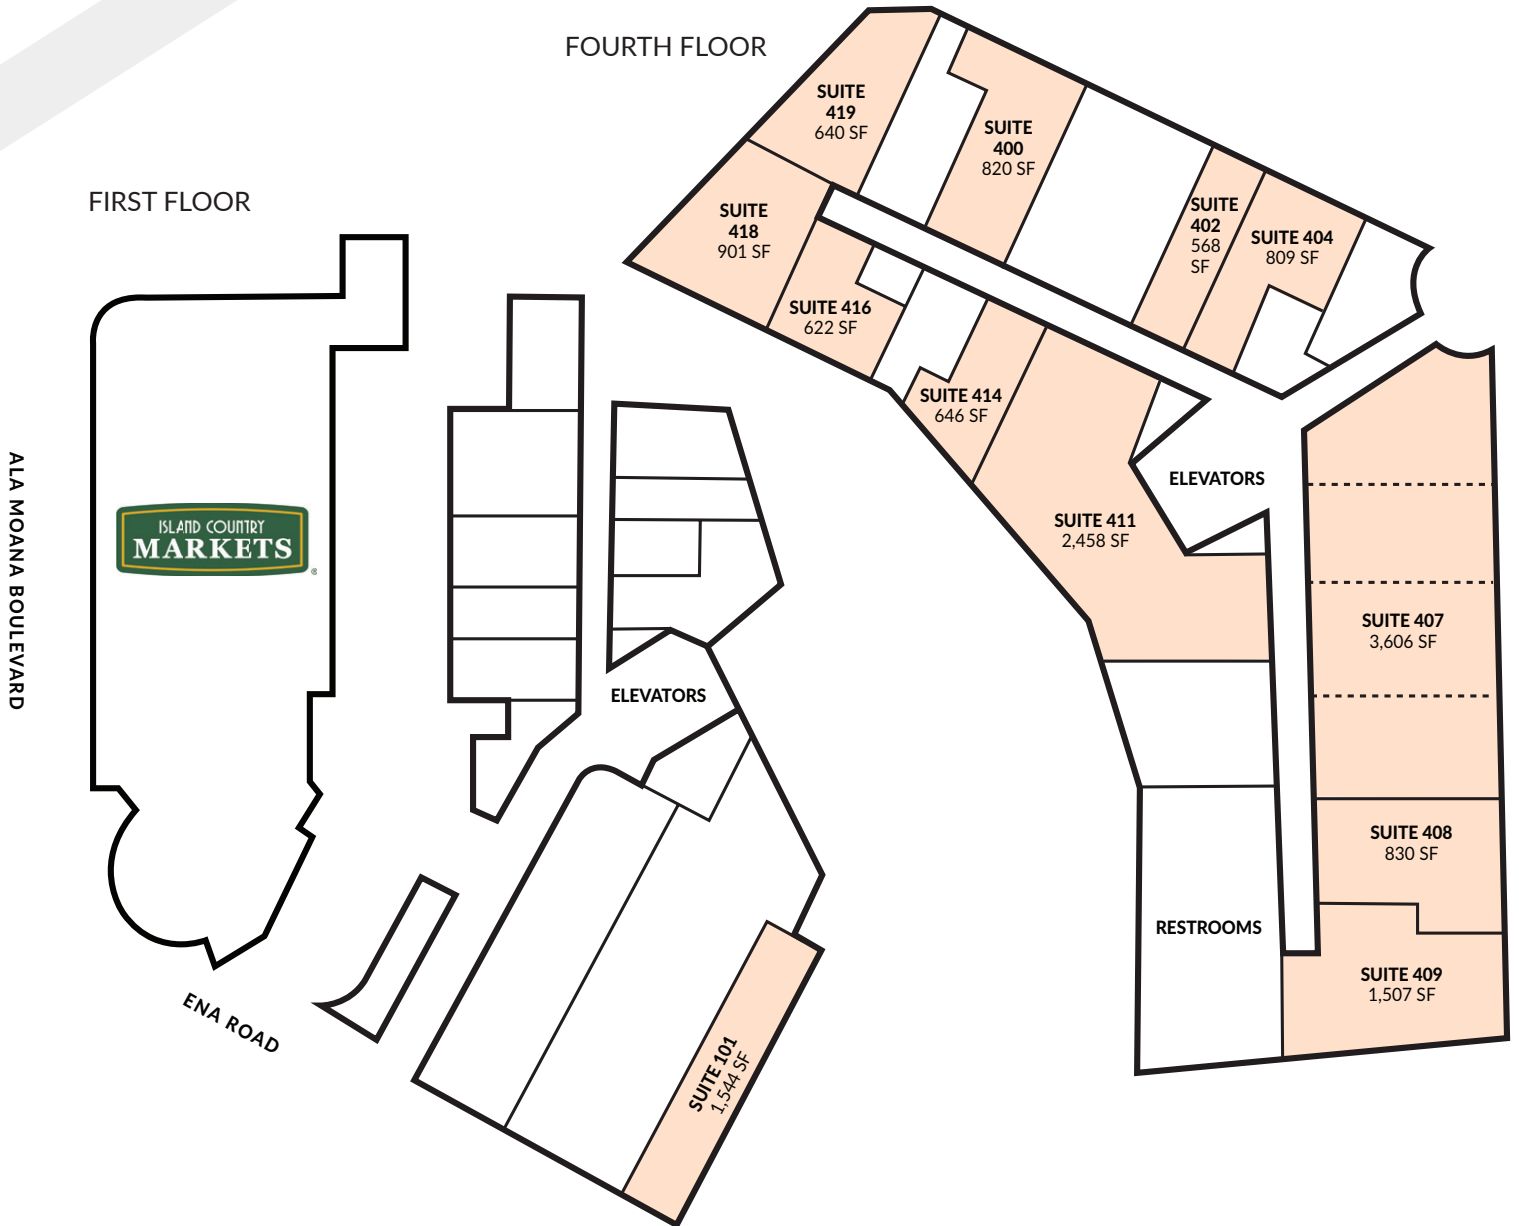 FOURTH FLOOR
SUITE
419
640 SF
SUITE
400
820 SF
SUITE
418
901 SF
SUITE
402
568
SF
SUITE 404
809 SF
SUITE 416
622 SF
SUITE 414
646 SF
SUITE 411
2,458 SF
ELEVATORS
SUITE 407
3,606 SF
SUITE 408
830 SF
RESTROOMS
SUITE 409
1,507 SF
FIRST FLOOR
ALA MOANA BOULEVARD
ISLAND COUNTRY
MARKETS
®
ELEVATORS
ENA ROAD
SUITE 101
1,544 SF